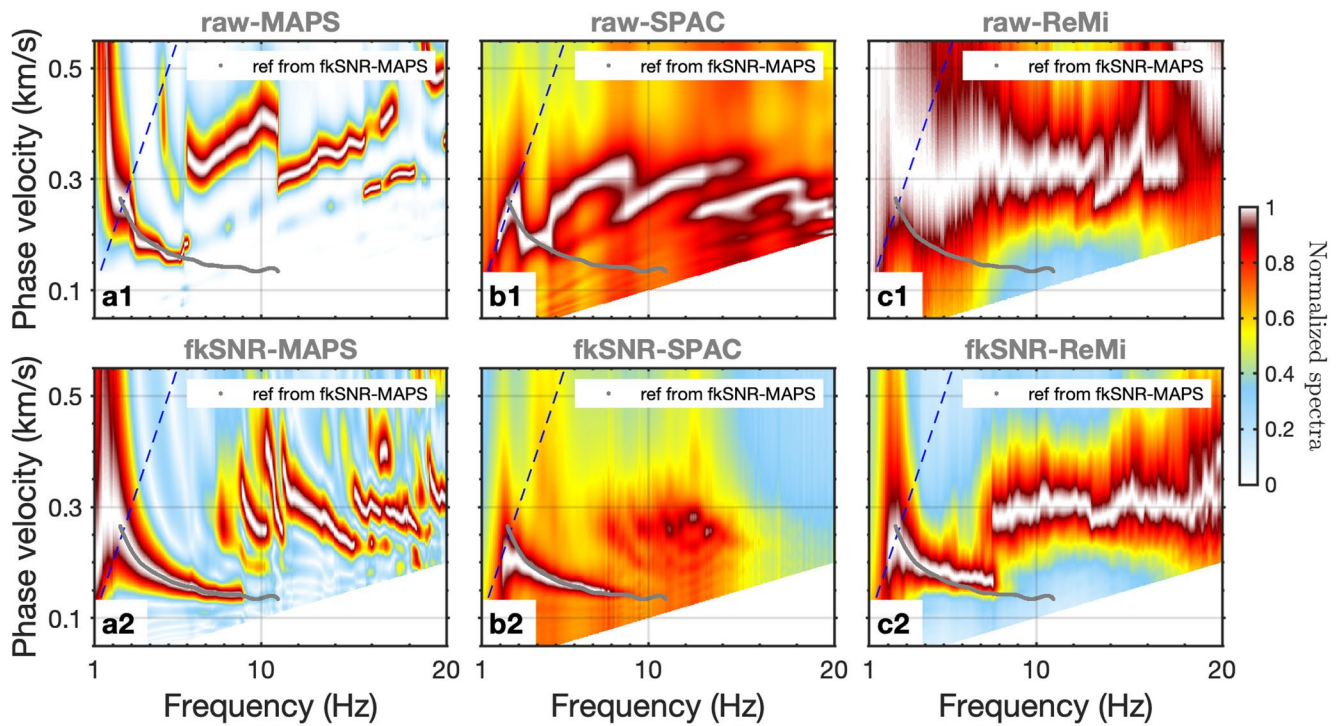 raw-MAPS
raw-SPAC
raw-ReMi
Phase velocity (km/s)
0.5
0.3
0.1
ref from fkSNR-MAPS
a1
ref from fkSNR-MAPS
b1
ref from fkSNR-MAPS
c1
fkSNR-MAPS
fkSNR-SPAC
fkSNR-ReMi
Phase velocity (km/s)
0.5
0.3
0.1
ref from fkSNR-MAPS
a2
ref from fkSNR-MAPS
b2
ref from fkSNR-MAPS
c2
1 10 20
1 10 20
1 10 20
Frequency (Hz)
Frequency (Hz)
Frequency (Hz)
1
0.8
0.6
0.4
0.2
0
Normalized spectra